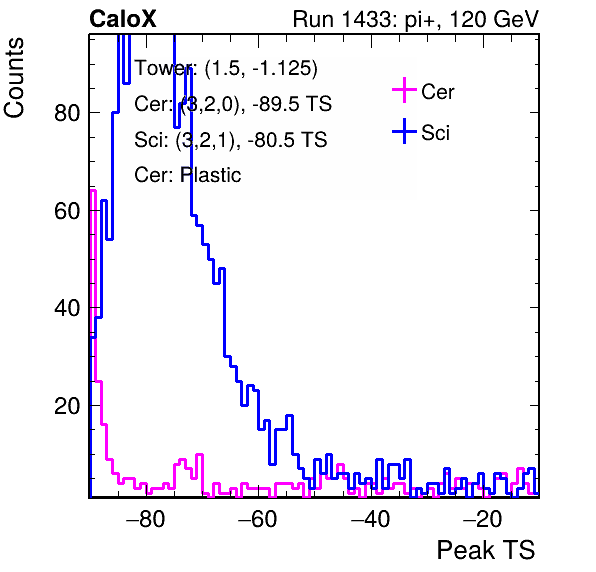 CaloX Run 1433: pi+, 120 GeV
Counts
Tower: (1.5, -1.125)
Cer: (3,2,0), -89.5 TS
Sci: (3,2,1), -80.5 TS
Cer: Plastic
Cer
Sci
80
60
40
20
−80 −60 −40 −20
Peak TS